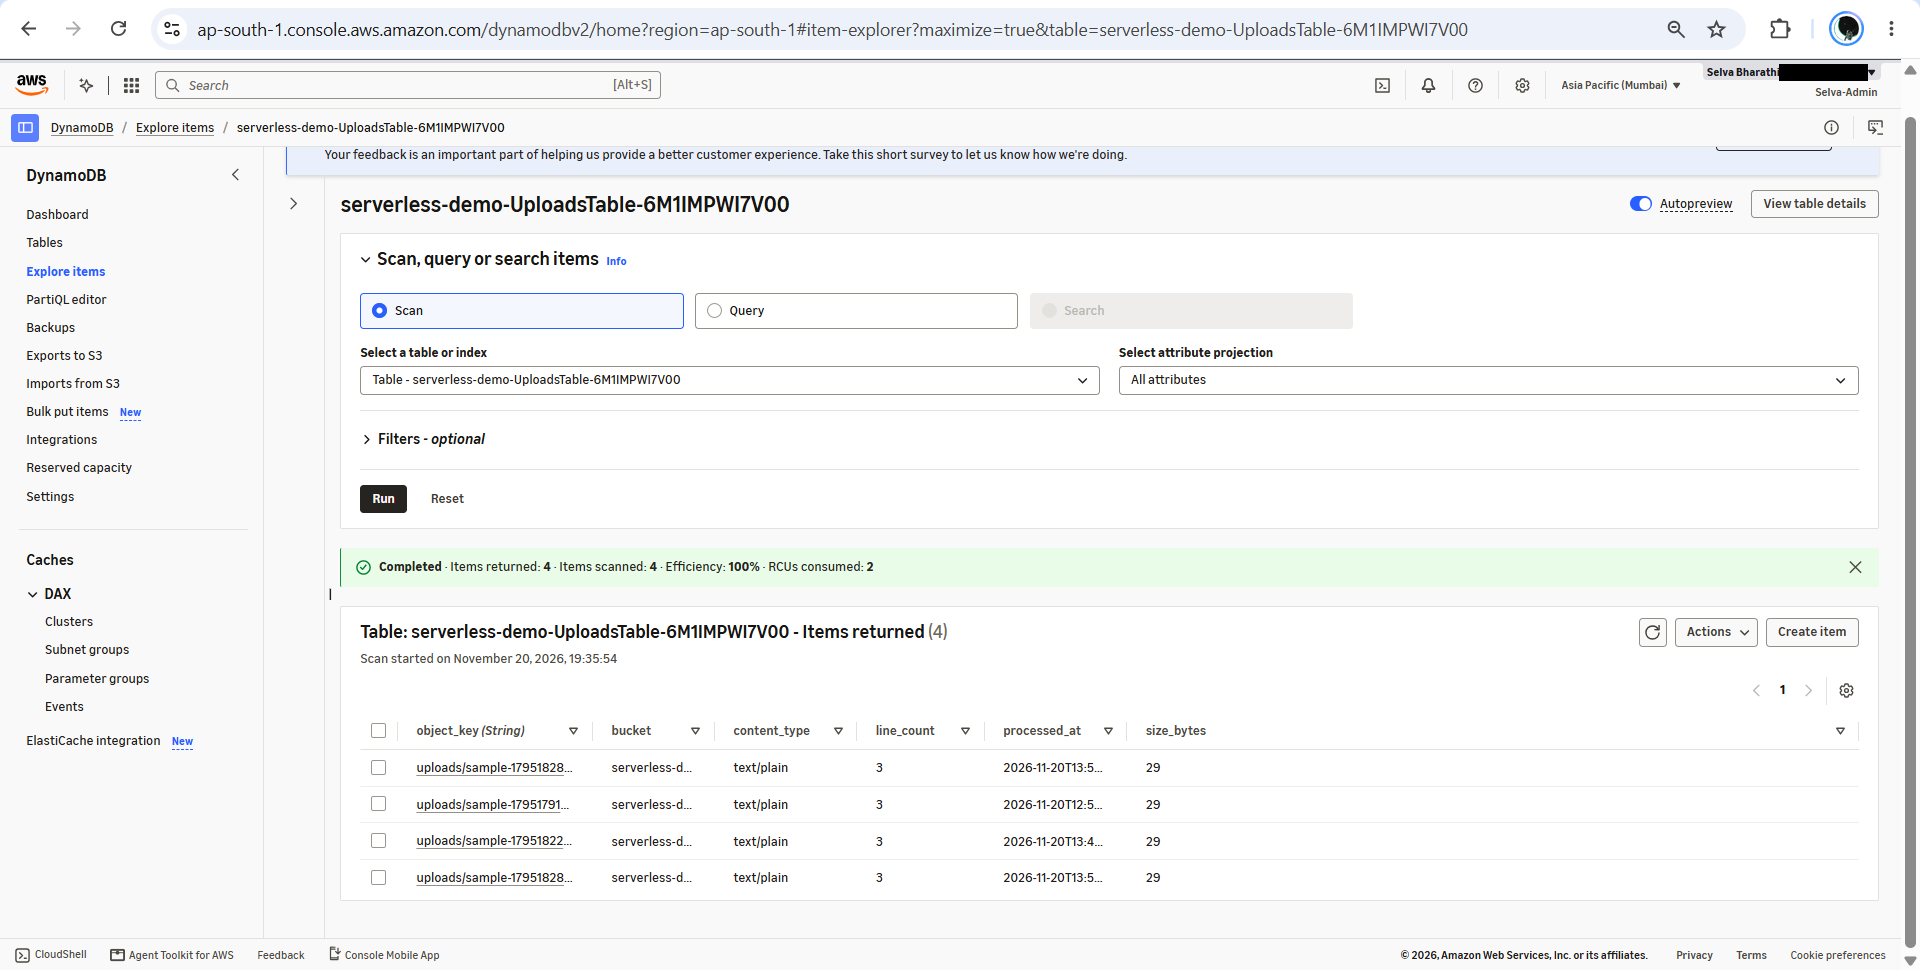 ap-south-1.console.aws.amazon.com/dynamodbv2/home?region=ap-south-1#item-explorer?maximize=true&table=serverless-demo-UploadsTable-6M1IMPWI7V00
aws
Search
[Alt+S]
Asia Pacific (Mumbai)
Selva Bharathi
Selva-Admin
DynamoDB / Explore items / serverless-demo-UploadsTable-6M1IMPWI7V00
Your feedback is an important part of helping us provide a better customer experience. Take this short survey to let us know how we're doing.
DynamoDB
Dashboard
Tables
Explore items
PartiQL editor
Backups
Exports to S3
Imports from S3
Bulk put items New
Integrations
Reserved capacity
Settings
Caches
DAX
Clusters
Subnet groups
Parameter groups
Events
ElastiCache integration New
serverless-demo-UploadsTable-6M1IMPWI7V00
Autopreview
View table details
Scan, query or search items Info
Scan
Query
Search
Select a table or index
Table - serverless-demo-UploadsTable-6M1IMPWI7V00
Select attribute projection
All attributes
Filters - optional
Run
Reset
Completed · Items returned: 4 · Items scanned: 4 · Efficiency: 100% · RCUs consumed: 2
Table: serverless-demo-UploadsTable-6M1IMPWI7V00 - Items returned (4)
Scan started on November 20, 2026, 19:35:54
Actions
Create item
1
object_key (String) bucket content_type line_count processed_at size_bytes
uploads/sample-17951828... serverless-d... text/plain 3 2026-11-20T13:5... 29
uploads/sample-17951791... serverless-d... text/plain 3 2026-11-20T12:5... 29
uploads/sample-17951822... serverless-d... text/plain 3 2026-11-20T13:4... 29
uploads/sample-17951828... serverless-d... text/plain 3 2026-11-20T13:5... 29
CloudShell
Agent Toolkit for AWS
Feedback
Console Mobile App
© 2026, Amazon Web Services, Inc. or its affiliates.
Privacy
Terms
Cookie preferences